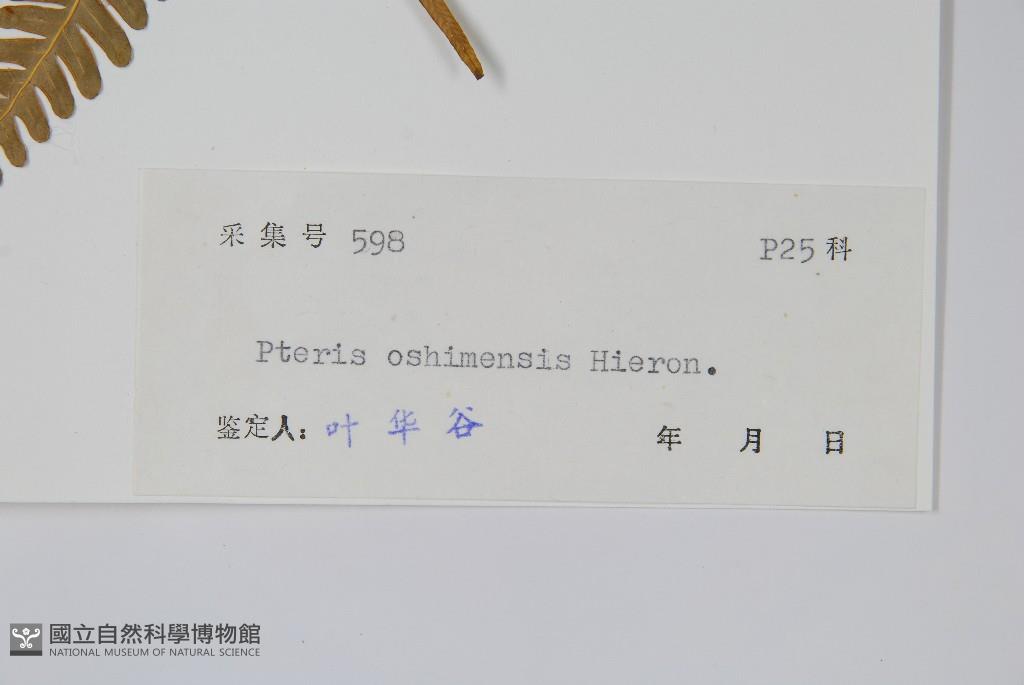 采集号 598 P25科
Pteris oshimensis Hieron.
鉴定人: 叶华谷 年 月 日
國立自然科學博物館
NATIONAL MUSEUM OF NATURAL SCIENCE